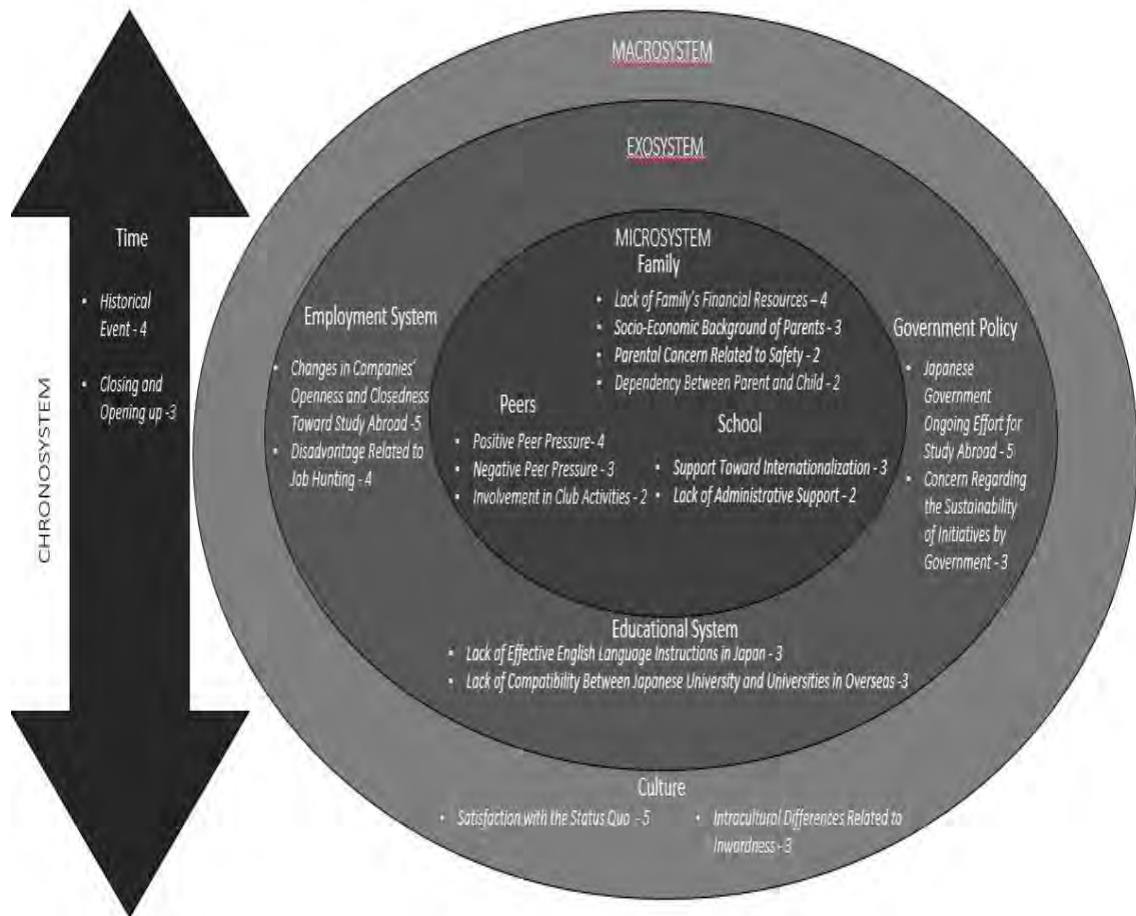 MACROSYSTEM
EXOSYSTEM
MICROSYSTEM
Family
• Lack of Family's Financial Resources – 4
• Socio-Economic Background of Parents - 3
• Parental Concern Related to Safety - 2
• Dependency Between Parent and Child - 2
Peers
• Positive Peer Pressure- 4
• Negative Peer Pressure - 3
• Involvement in Club Activities - 2
School
• Support Toward Internationalization - 3
• Lack of Administrative Support - 2
Employment System
• Changes in Companies'
Openness and Closedness
Toward Study Abroad -5
• Disadvantage Related to
Job Hunting - 4
Government Policy
• Japanese
Government
Ongoing Effort for
Study Abroad - 5
• Concern Regarding
the Sustainability
of Initiatives by
Government - 3
Educational System
• Lack of Effective English Language Instructions in Japan - 3
• Lack of Compatibility Between Japanese University and Universities in Overseas -3
Culture
• Satisfaction with the Status Quo - 5
• Intracultural Differences Related to
Inwardness - 3
CHRONOSYSTEM
Time
• Historical
Event - 4
• Closing and
Opening up -3